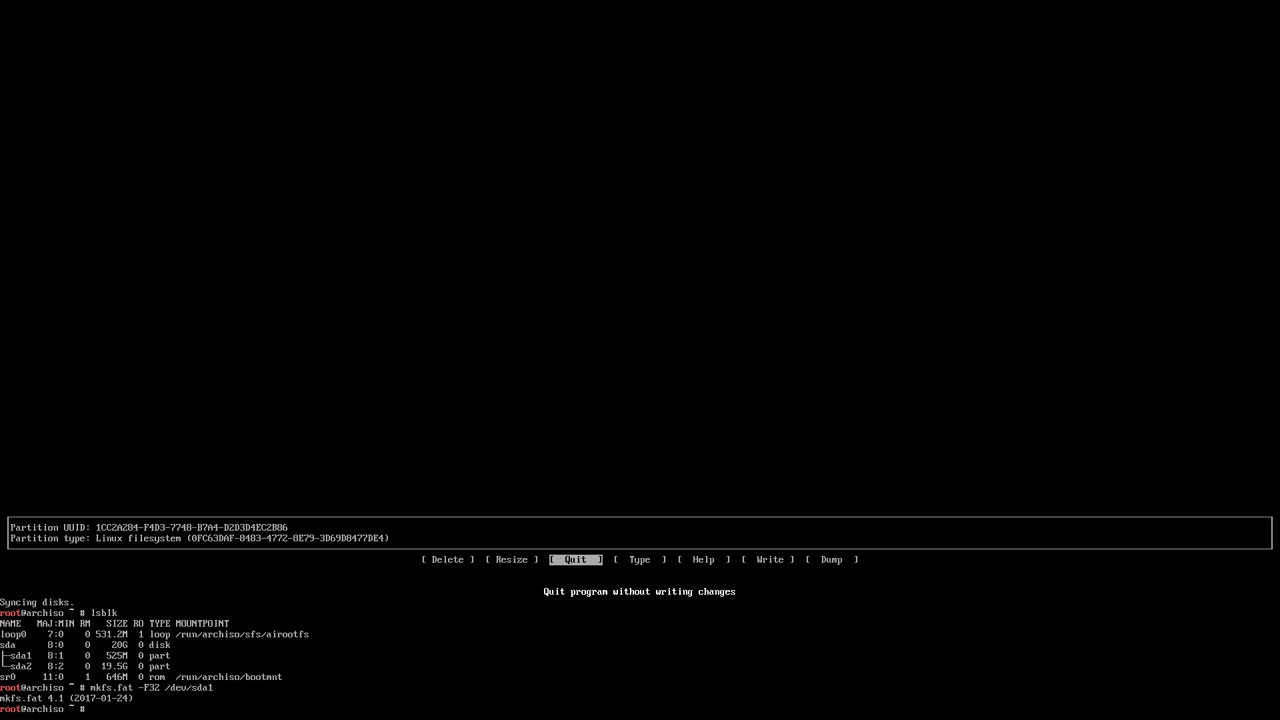 Partition UUID: 1CC2A284-F4D3-7748-B7A4-D2D3D4EC2B86
Partition type: Linux filesystem (0FC63DAF-8483-4772-8E79-3D69D8477DE4)
[ Delete ]  [ Resize ]  [  Quit  ]  [  Type  ]  [  Help  ]  [  Write ]  [  Dump  ]
Quit program without writing changes
Syncing disks.
root@archiso ~ # lsblk
NAME   MAJ:MIN RM   SIZE RO TYPE MOUNTPOINT
loop0    7:0    0 531.2M  1 loop /run/archiso/sfs/airootfs
sda      8:0    0    20G  0 disk
├─sda1   8:1    0   525M  0 part
└─sda2   8:2    0  19.5G  0 part
sr0     11:0    1   646M  0 rom  /run/archiso/bootmnt
root@archiso ~ # mkfs.fat -F32 /dev/sda1
mkfs.fat 4.1 (2017-01-24)
root@archiso ~ #